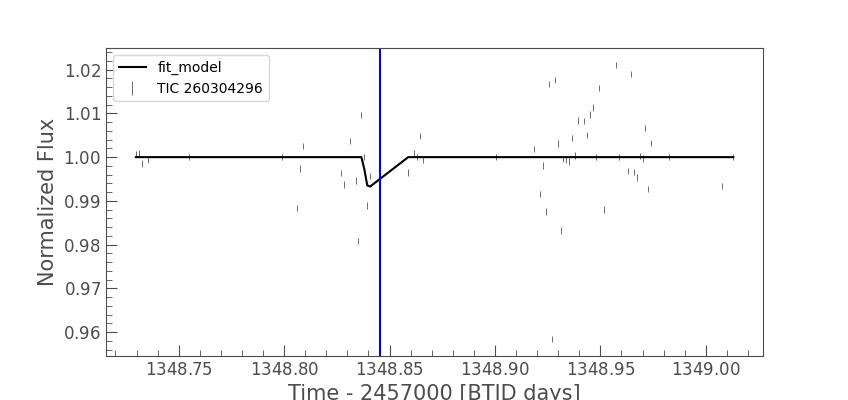 fit_model
TIC 260304296
Normalized Flux
1.02
1.01
1.00
0.99
0.98
0.97
0.96
1348.75 1348.80 1348.85 1348.90 1348.95 1349.00
Time - 2457000 [BTJD days]